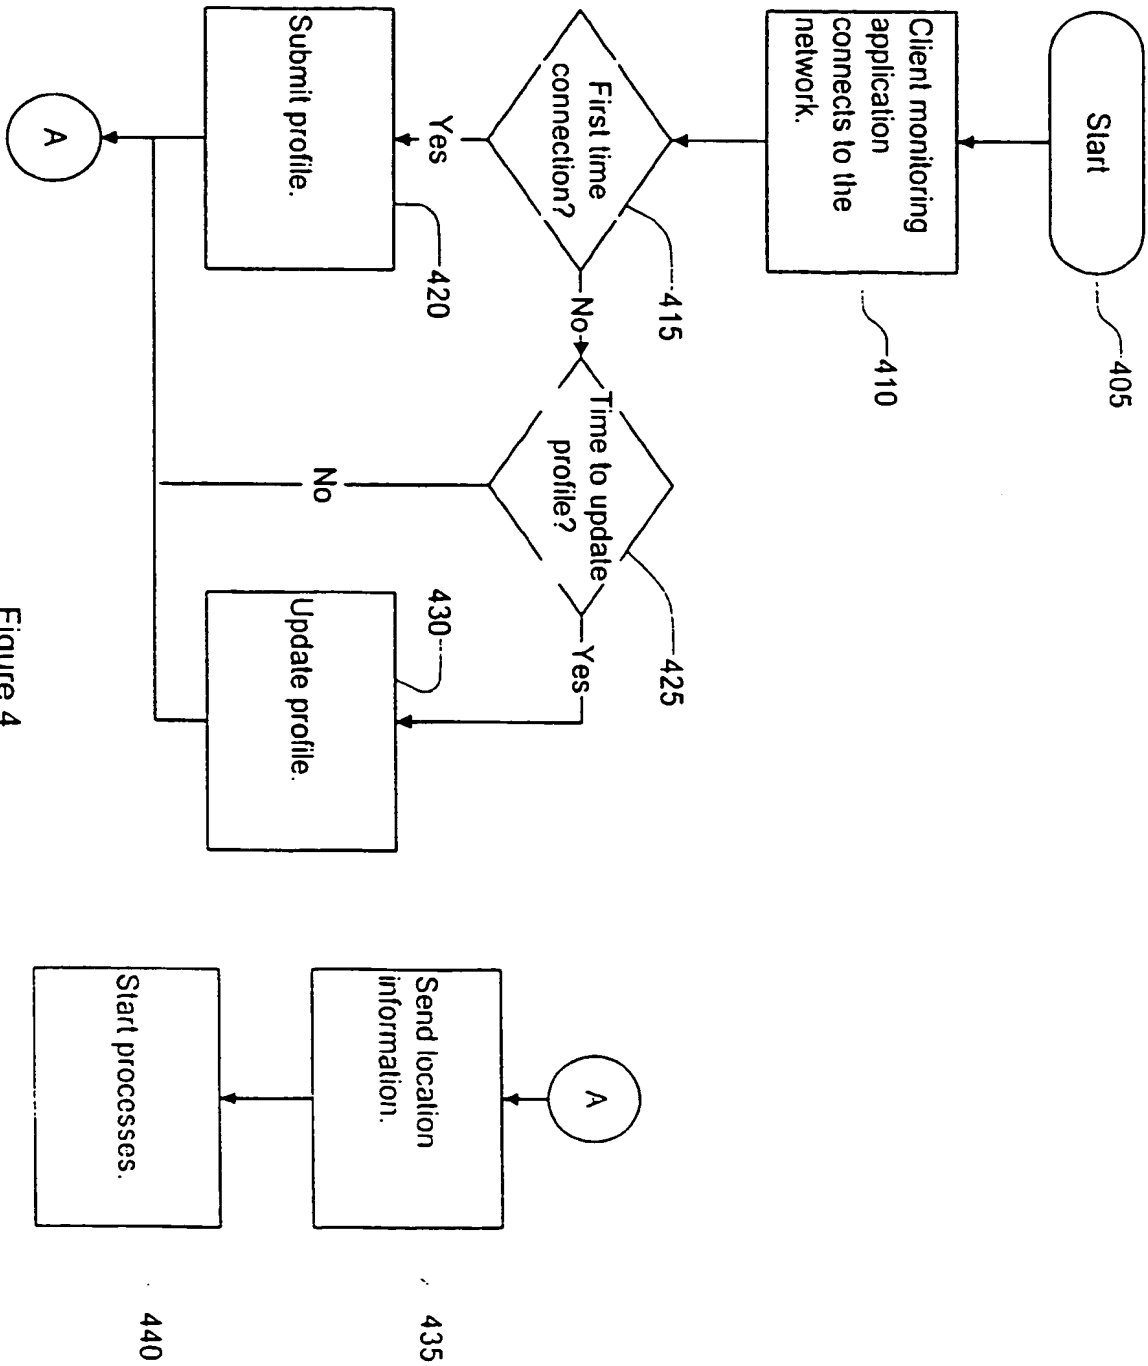 Start
405
Client monitoring
application
connects to the
network.
410
First time
connection?
415
No
Yes
Time to update
profile?
425
Yes
No
Submit profile.
420
Update profile.
430
A
A
Send location
information.
435
Start processes.
440
Figure 4